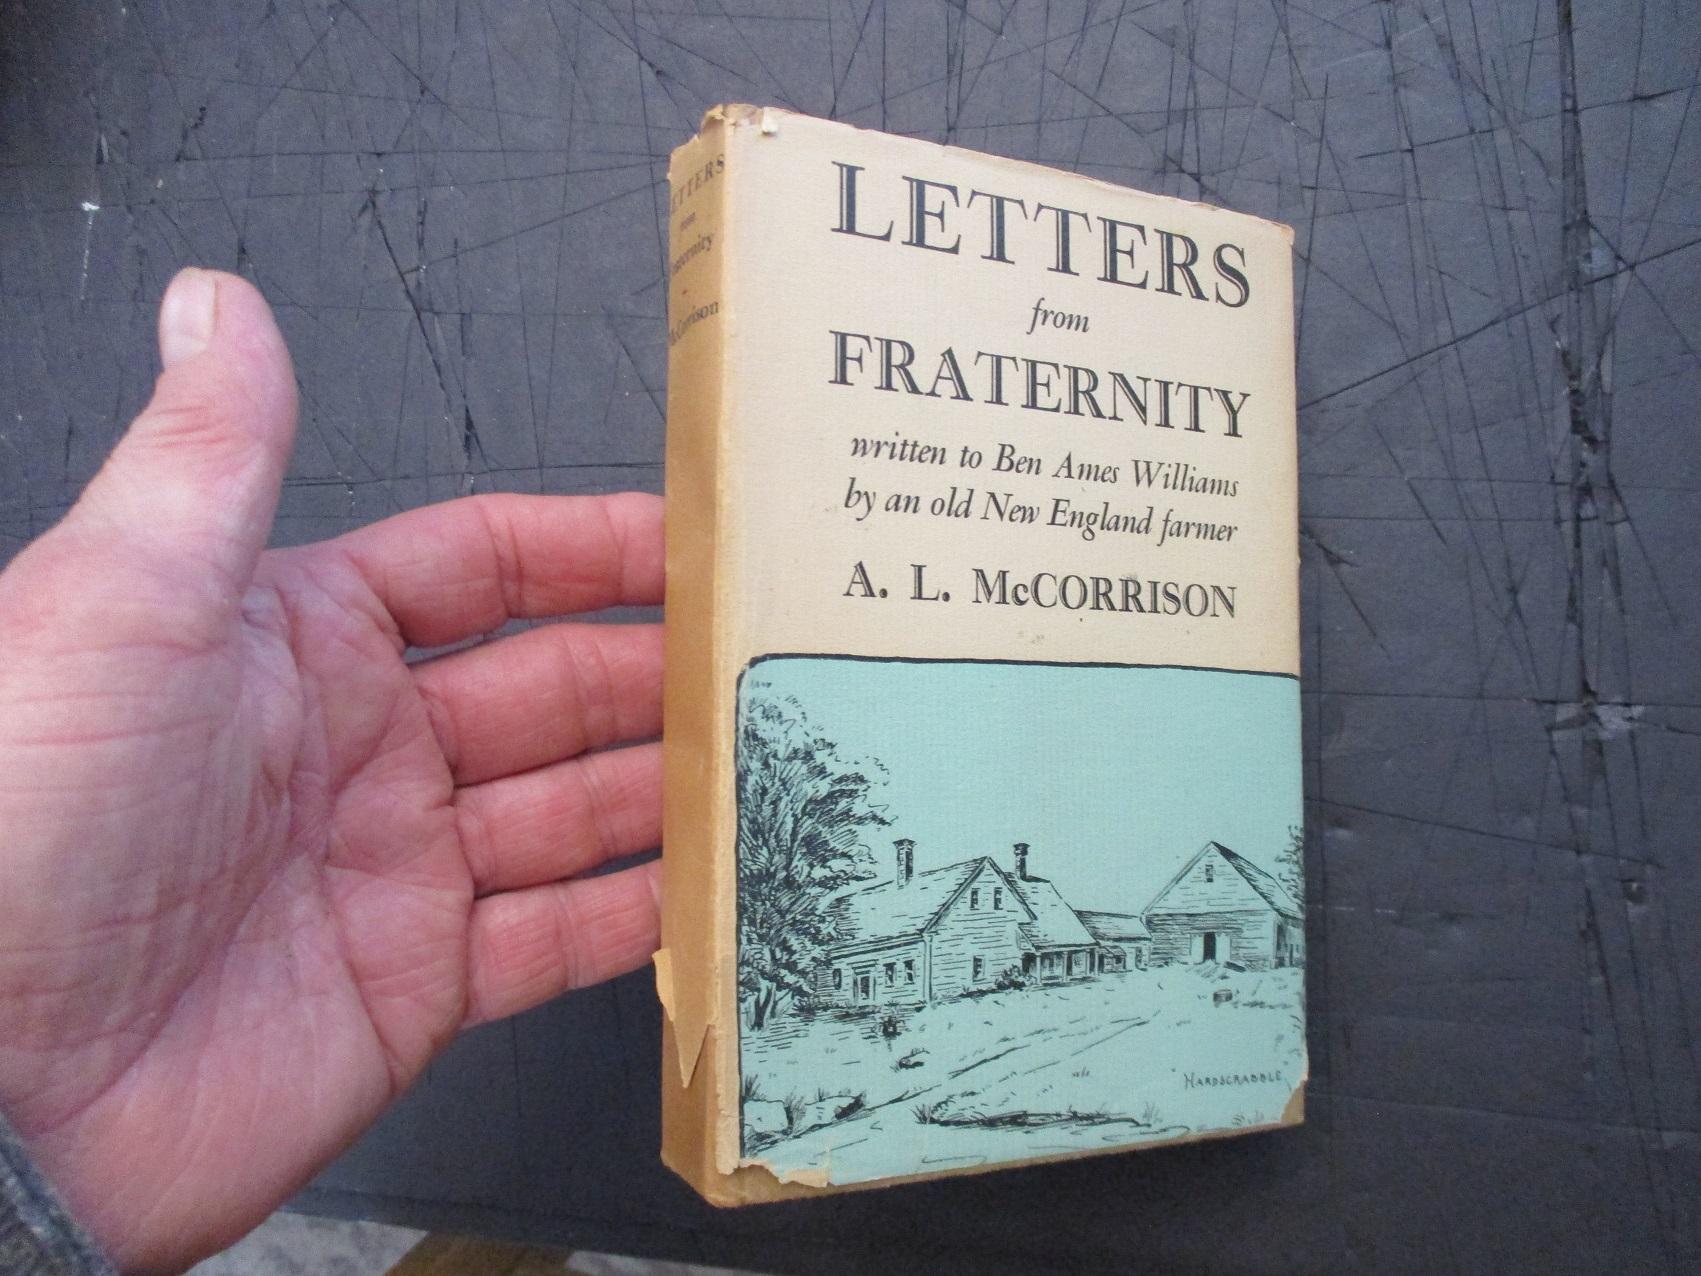 LETTERS
from
FRATERNITY
written to Ben Ames Williams
by an old New England farmer
A. L. McCORRISON
HARDSCRABBLE
LETTERS
from
Fraternity
McCorrison